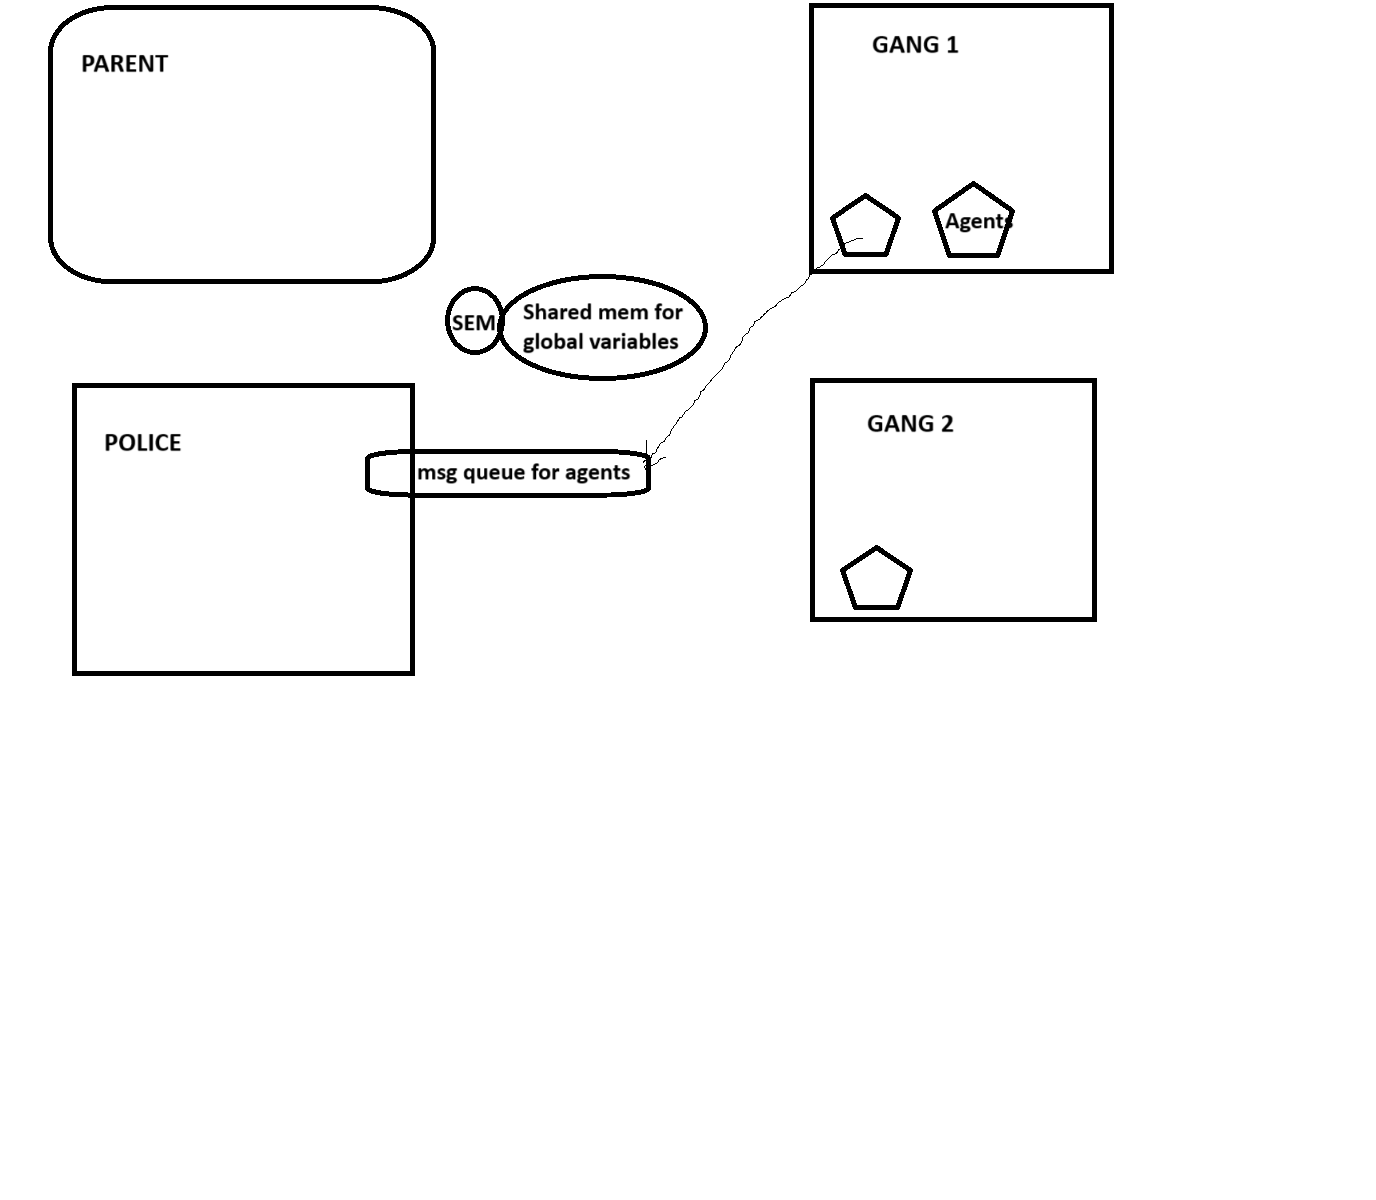 PARENT
GANG 1
Agents
SEM
Shared mem for
global variables
POLICE
msg queue for agents
GANG 2